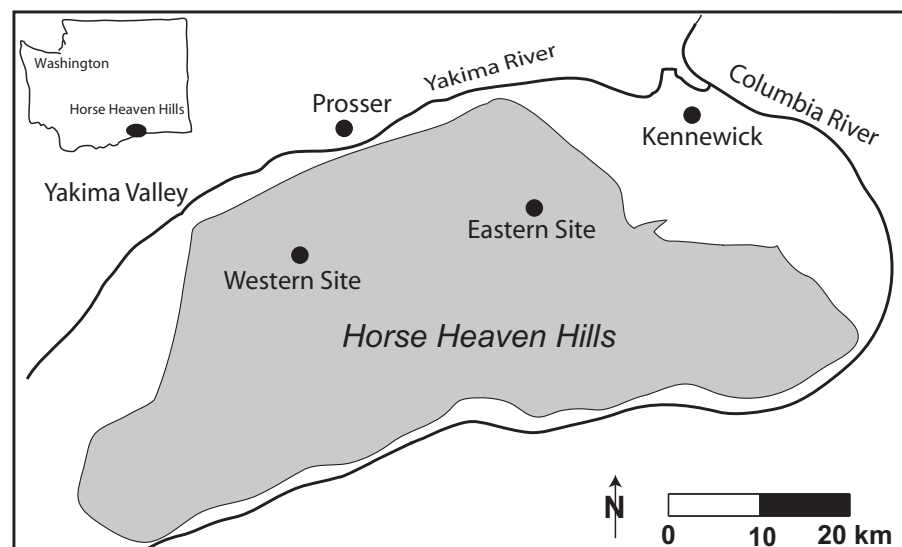 Washington
Horse Heaven Hills
Yakima Valley
Prosser
Yakima River
Columbia River
Kennewick
Eastern Site
Western Site
Horse Heaven Hills
N
0 10 20 km